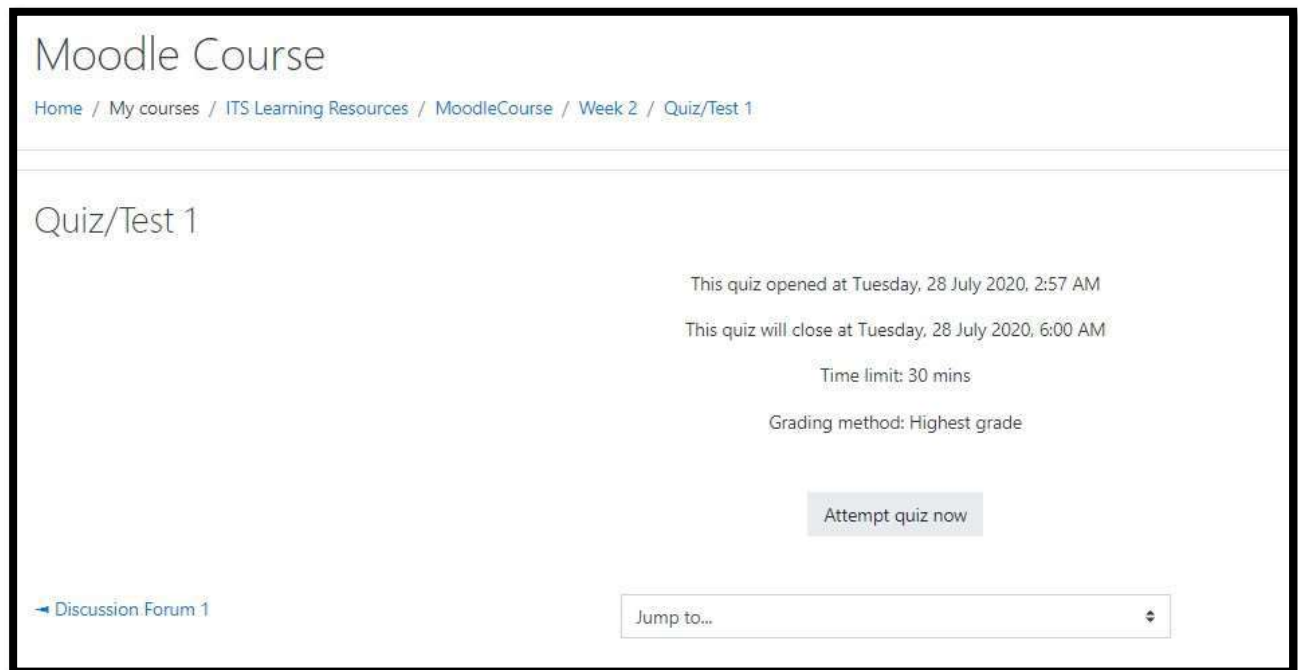 Moodle Course
Home / My courses / ITS Learning Resources / MoodleCourse / Week 2 / Quiz/Test 1
Quiz/Test 1
This quiz opened at Tuesday, 28 July 2020, 2:57 AM
This quiz will close at Tuesday, 28 July 2020, 6:00 AM
Time limit: 30 mins
Grading method: Highest grade
Attempt quiz now
◄ Discussion Forum 1
Jump to...